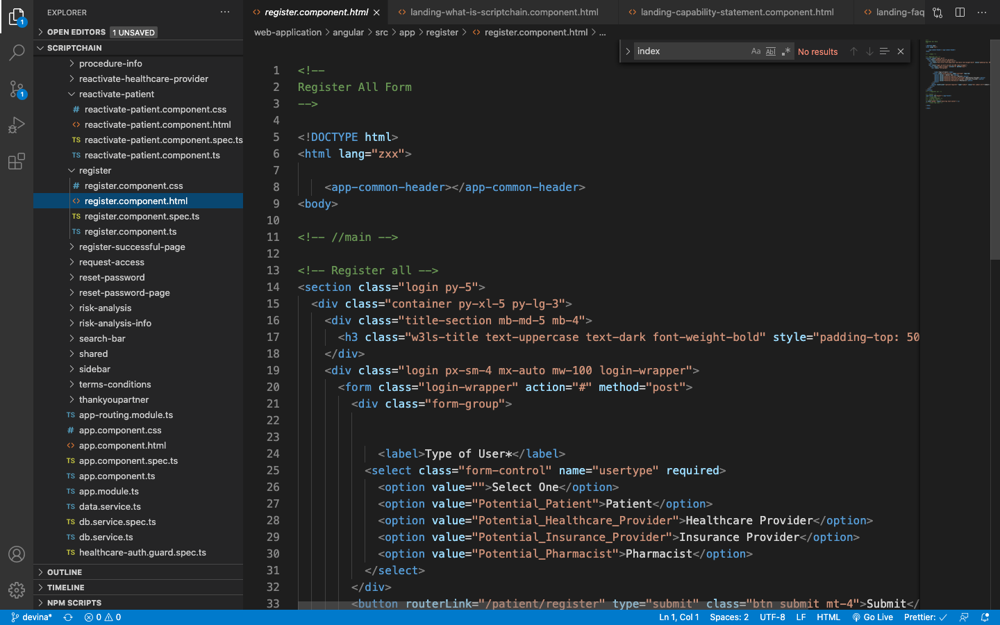 EXPLORER
OPEN EDITORS 1 UNSAVED
SCRIPTCHAIN
procedure-info
reactivate-healthcare-provider
reactivate-patient
# reactivate-patient.component.css
<> reactivate-patient.component.html
TS reactivate-patient.component.spec.ts
TS reactivate-patient.component.ts
register
# register.component.css
<> register.component.html
TS register.component.spec.ts
TS register.component.ts
register-successful-page
request-access
reset-password
reset-password-page
risk-analysis
risk-analysis-info
search-bar
shared
sidebar
terms-conditions
thankyoupartner
TS app-routing.module.ts
# app.component.css
<> app.component.html
TS app.component.spec.ts
TS app.component.ts
TS app.module.ts
TS data.service.ts
TS db.service.spec.ts
TS db.service.ts
TS healthcare-auth.guard.spec.ts
OUTLINE
TIMELINE
NPM SCRIPTS
1
1
<> register.component.html
<> landing-what-is-scriptchain.component.html
<> landing-capability-statement.component.html
<> landing-faq
web-application > angular > src > app > register > <> register.component.html > ...
index Aa Abl .* No results
1 <!--
2 Register All Form
3 -->
4
5 <!DOCTYPE html>
6 <html lang="zxx">
7
8 <app-common-header></app-common-header>
9 <body>
10
11 <!-- //main -->
12
13 <!-- Register all -->
14 <section class="login py-5">
15 <div class="container py-xl-5 py-lg-3">
16 <div class="title-section mb-md-5 mb-4">
17 <h3 class="w3ls-title text-uppercase text-dark font-weight-bold" style="padding-top: 50
18 </div>
19 <div class="login px-sm-4 mx-auto mw-100 login-wrapper">
20 <form class="login-wrapper" action="#" method="post">
21 <div class="form-group">
22
23
24 <label>Type of User*</label>
25 <select class="form-control" name="usertype" required>
26 <option value="">Select One</option>
27 <option value="Potential_Patient">Patient</option>
28 <option value="Potential_Healthcare_Provider">Healthcare Provider</option>
29 <option value="Potential_Insurance_Provider">Insurance Provider</option>
30 <option value="Potential_Pharmacist">Pharmacist</option>
31 </select>
32 </div>
33 <button routerLink="/patient/register" type="submit" class="btn submit mt-4">Submit</
devina* 0 0 Ln 1, Col 1 Spaces: 2 UTF-8 LF HTML Go Live Prettier: ✓